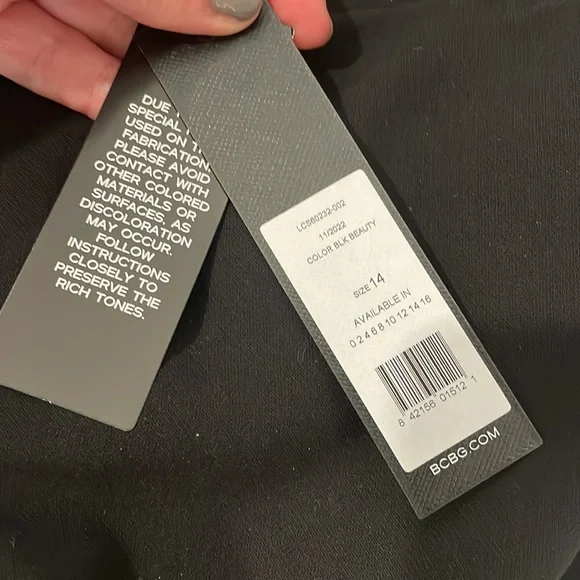 DUE
SPECIAL
USED ON
FABRICATION
PLEASE AVOID
CONTACT WITH
OTHER COLORED
MATERIALS OR
SURFACES, AS
DISCOLORATION
MAY OCCUR.
FOLLOW
INSTRUCTIONS
CLOSELY TO
PRESERVE THE
RICH TONES.
LCS60232-002
11/2022
COLOR BLK BEAUTY
SIZE 14
AVAILABLE IN
0 2 4 6 8 10 12 14 16
8 42156 01512 1
BCBG.COM